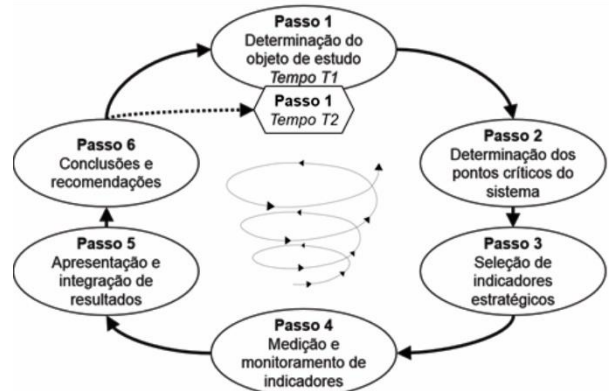 Passo 1
Determinação do
objeto de estudo
Tempo T1
Passo 1
Tempo T2
Passo 2
Determinação dos
pontos críticos do
sistema
Passo 3
Seleção de
indicadores
estratégicos
Passo 4
Medição e
monitoramento de
indicadores
Passo 5
Apresentação e
integração de
resultados
Passo 6
Conclusões e
recomendações